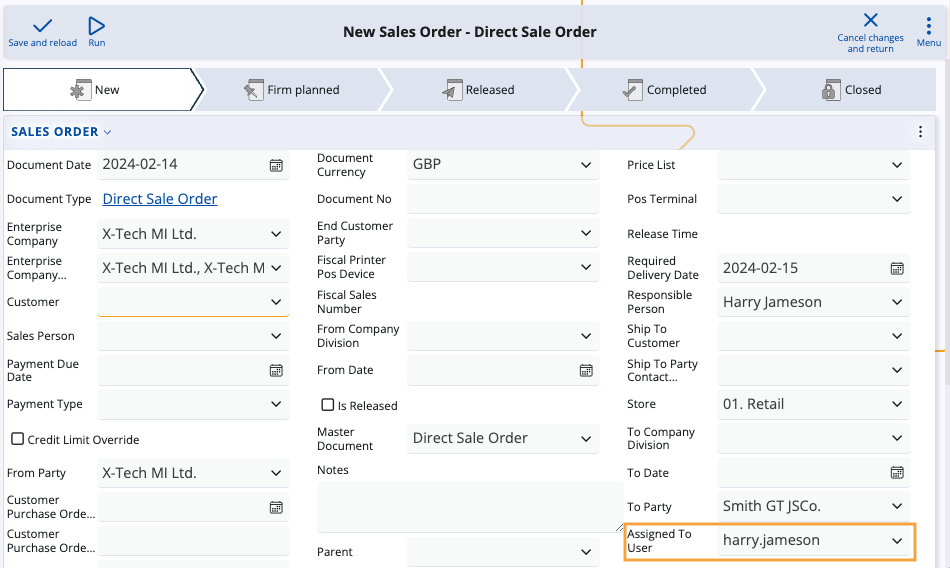 Save and reload
Run
New Sales Order - Direct Sale Order
Cancel changes
and return
Menu
New
Firm planned
Released
Completed
Closed
SALES ORDER
Document Date 2024-02-14
Document Type Direct Sale Order
Enterprise
Company X-Tech MI Ltd.
Enterprise
Company... X-Tech MI Ltd., X-Tech M
Customer
Sales Person
Payment Due
Date
Payment Type
Credit Limit Override
From Party X-Tech MI Ltd.
Customer
Purchase Orde...
Customer
Purchase Orde...
Document
Currency GBP
Document No
End Customer
Party
Fiscal Printer
Pos Device
Fiscal Sales
Number
From Company
Division
From Date
Is Released
Master
Document Direct Sale Order
Notes
Parent
Price List
Pos Terminal
Release Time
Required
Delivery Date 2024-02-15
Responsible
Person Harry Jameson
Ship To
Customer
Ship To Party
Contact...
Store 01. Retail
To Company
Division
To Date
To Party Smith GT JSCo.
Assigned To
User harry.jameson